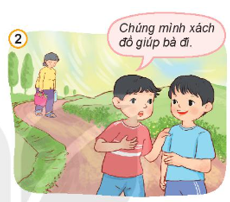 2
Chúng mình xách
đồ giúp bà đi.